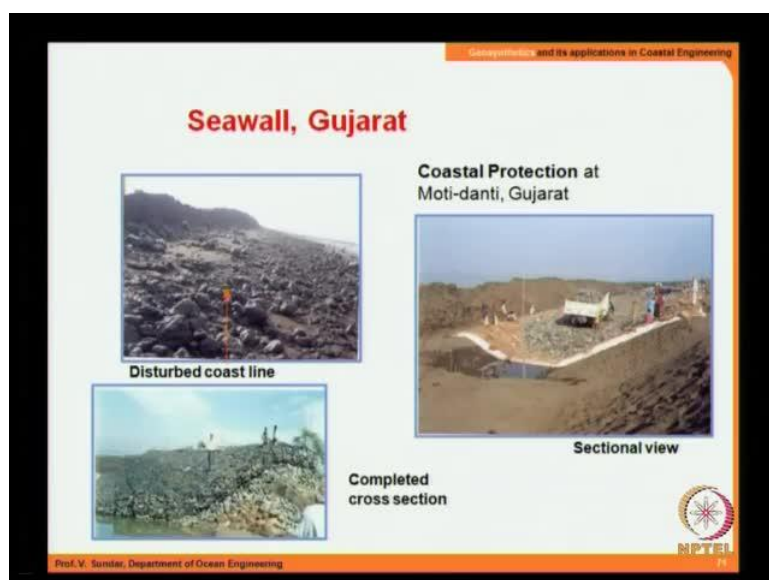 Geosynthetics and its applications in Coastal Engineering
Seawall, Gujarat
Coastal Protection at
Moti-danti, Gujarat
Disturbed coast line
Sectional view
Completed
cross section
NPTEL
Prof. V. Sundar, Department of Ocean Engineering
71